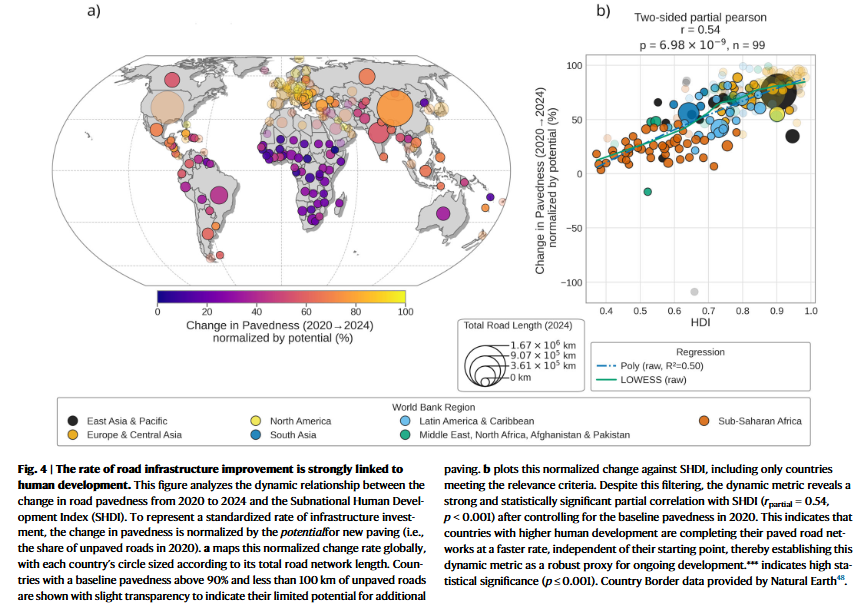 a)
b)
Two-sided partial pearson
r = 0.54
p = 6.98 × 10⁻⁹, n = 99
Change in Pavedness (2020→2024)
normalized by potential (%)
100
50
0
−50
−100
0.4 0.5 0.6 0.7 0.8 0.9 1.0
HDI
0 20 40 60 80 100
Change in Pavedness (2020→2024)
normalized by potential (%)
Total Road Length (2024)
1.67 × 10⁶ km
9.07 × 10⁵ km
3.61 × 10⁵ km
0 km
Regression
Poly (raw, R²=0.50)
LOWESS (raw)
World Bank Region
East Asia & Pacific
Europe & Central Asia
North America
South Asia
Latin America & Caribbean
Middle East, North Africa, Afghanistan & Pakistan
Sub-Saharan Africa
Fig. 4 | The rate of road infrastructure improvement is strongly linked to
human development. This figure analyzes the dynamic relationship between the
change in road pavedness from 2020 to 2024 and the Subnational Human Devel-
opment Index (SHDI). To represent a standardized rate of infrastructure invest-
ment, the change in pavedness is normalized by the potentialfor new paving (i.e.,
the share of unpaved roads in 2020). a maps this normalized change rate globally,
with each country's circle sized according to its total road network length. Coun-
tries with a baseline pavedness above 90% and less than 100 km of unpaved roads
are shown with slight transparency to indicate their limited potential for additional
paving. b plots this normalized change against SHDI, including only countries
meeting the relevance criteria. Despite this filtering, the dynamic metric reveals a
strong and statistically significant partial correlation with SHDI (rpartial = 0.54,
p < 0.001) after controlling for the baseline pavedness in 2020. This indicates that
countries with higher human development are completing their paved road net-
works at a faster rate, independent of their starting point, thereby establishing this
dynamic metric as a robust proxy for ongoing development.*** indicates high sta-
tistical significance (p ≤ 0.001). Country Border data provided by Natural Earth⁴⁸.